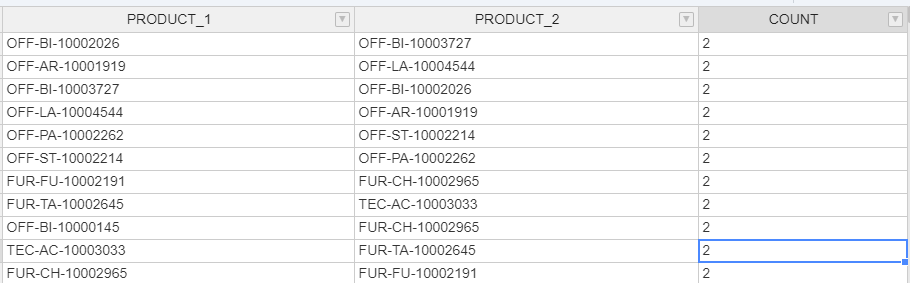 PRODUCT_1 PRODUCT_2 COUNT
OFF-BI-10002026 OFF-BI-10003727 2
OFF-AR-10001919 OFF-LA-10004544 2
OFF-BI-10003727 OFF-BI-10002026 2
OFF-LA-10004544 OFF-AR-10001919 2
OFF-PA-10002262 OFF-ST-10002214 2
OFF-ST-10002214 OFF-PA-10002262 2
FUR-FU-10002191 FUR-CH-10002965 2
FUR-TA-10002645 TEC-AC-10003033 2
OFF-BI-10000145 FUR-CH-10002965 2
TEC-AC-10003033 FUR-TA-10002645 2
FUR-CH-10002965 FUR-FU-10002191 2